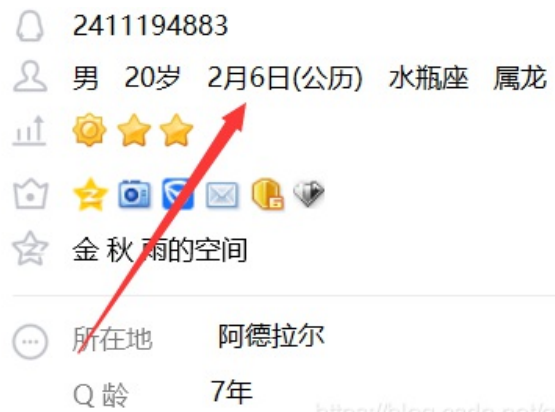 2411194883
男 20岁 2月6日(公历) 水瓶座 属龙
金 秋 雨的空间
所在地 阿德拉尔
Q 龄 7年